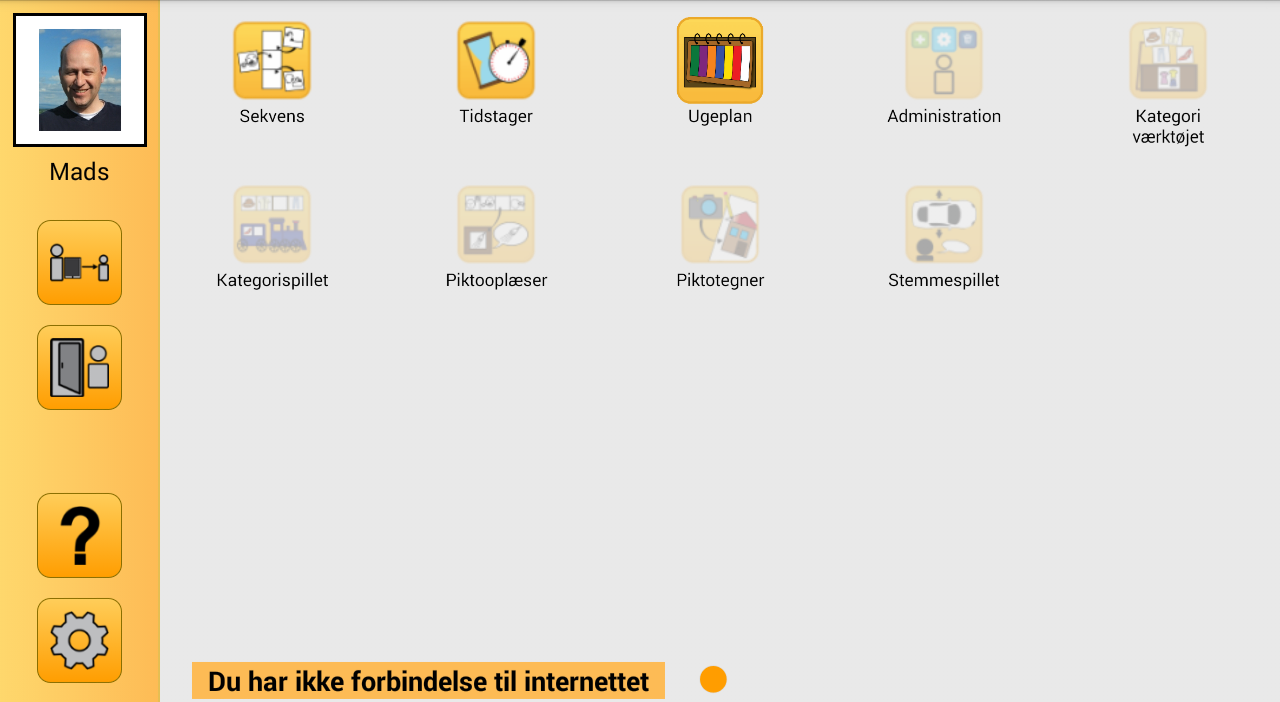 Mads
Sekvens
Tidstager
Ugeplan
Administration
Kategori
værktøjet
Kategorispillet
Piktooplæser
Piktotegner
Stemmespillet
?
Du har ikke forbindelse til internettet